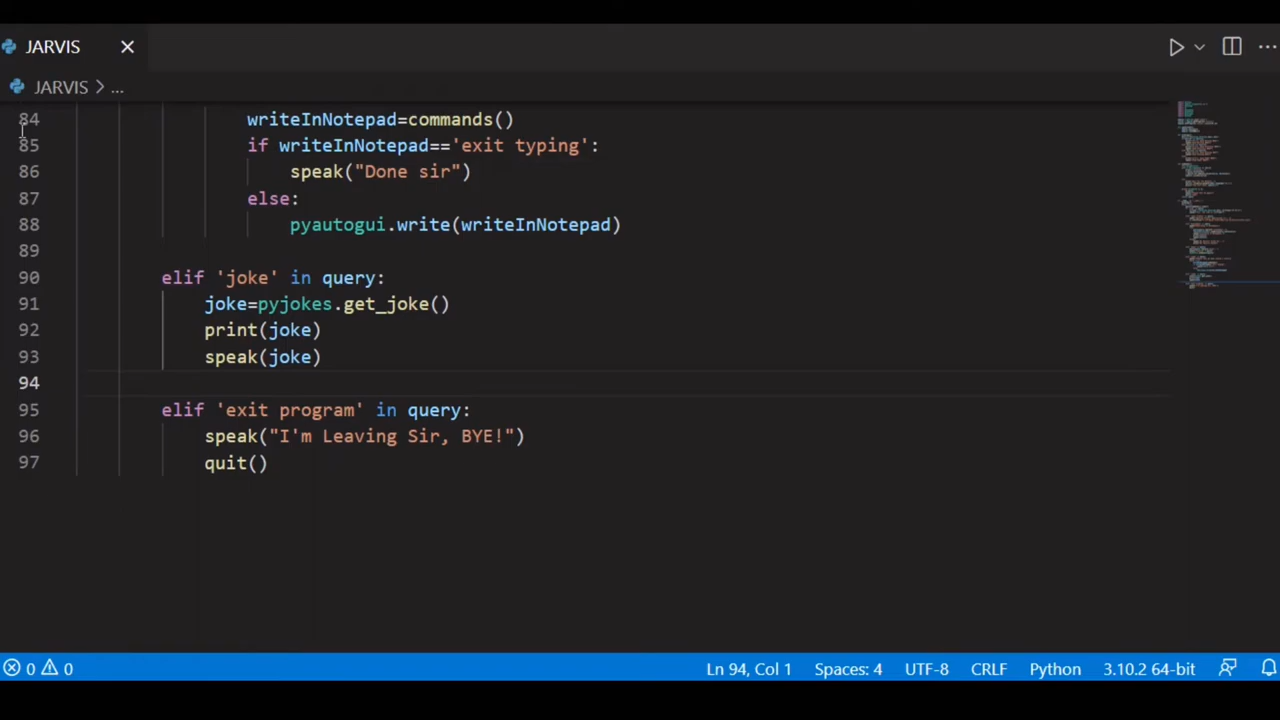 JARVIS
JARVIS > ...
84 writeInNotepad=commands()
85 if writeInNotepad=='exit typing':
86 speak("Done sir")
87 else:
88 pyautogui.write(writeInNotepad)
89
90 elif 'joke' in query:
91 joke=pyjokes.get_joke()
92 print(joke)
93 speak(joke)
94
95 elif 'exit program' in query:
96 speak("I'm Leaving Sir, BYE!")
97 quit()
0 0 Ln 94, Col 1 Spaces: 4 UTF-8 CRLF Python 3.10.2 64-bit